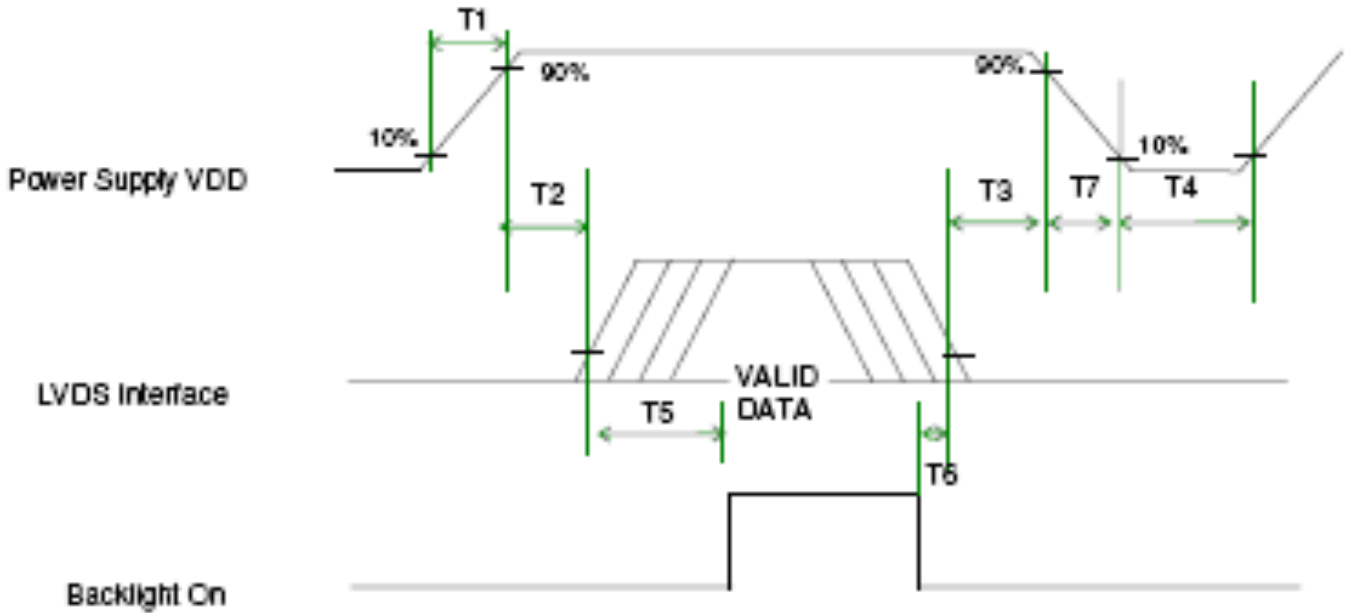 T1
90%
90%
10%
10%
Power Supply VDD
T2
T3
T7
T4
LVDS Interface
VALID
DATA
T5
T6
Backlight On